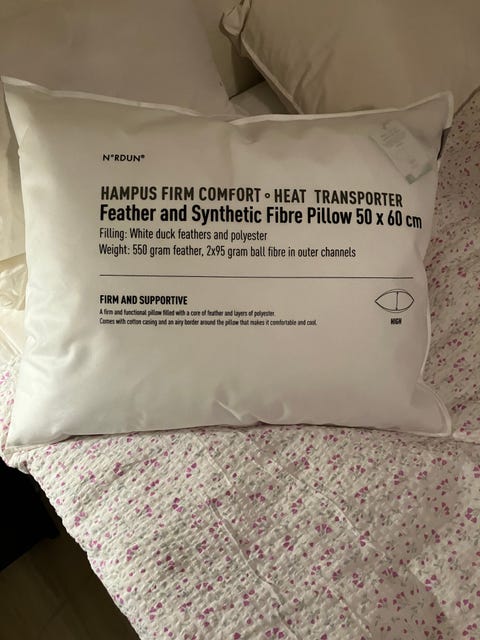 N*RDUN®
HAMPUS FIRM COMFORT • HEAT TRANSPORTER
Feather and Synthetic Fibre Pillow 50 x 60 cm
Filling: White duck feathers and polyester
Weight: 550 gram feather, 2x95 gram ball fibre in outer channels
FIRM AND SUPPORTIVE
A firm and functional pillow filled with a core of feather and layers of polyester.
Comes with cotton casing and an airy border around the pillow that makes it comfortable and cool.
HIGH